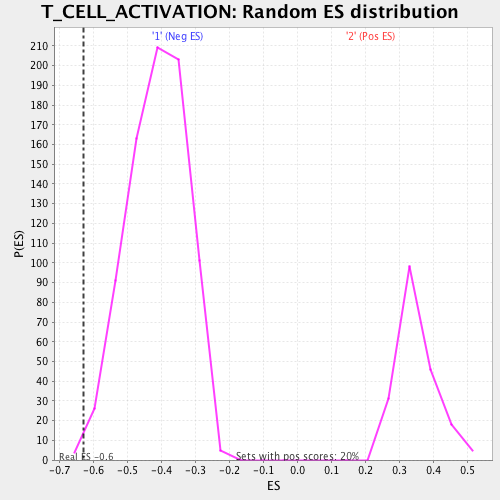 T_CELL_ACTIVATION: Random ES distribution
'1' (Neg ES)
'2' (Pos ES)
210
200
190
180
170
160
150
140
130
120
110
100
90
80
70
60
50
40
30
20
10
0
P(ES)
Real ES -0.6
Sets with pos scores: 20%
-0.7 -0.6 -0.5 -0.4 -0.3 -0.2 -0.1 0.0 0.1 0.2 0.3 0.4 0.5
ES